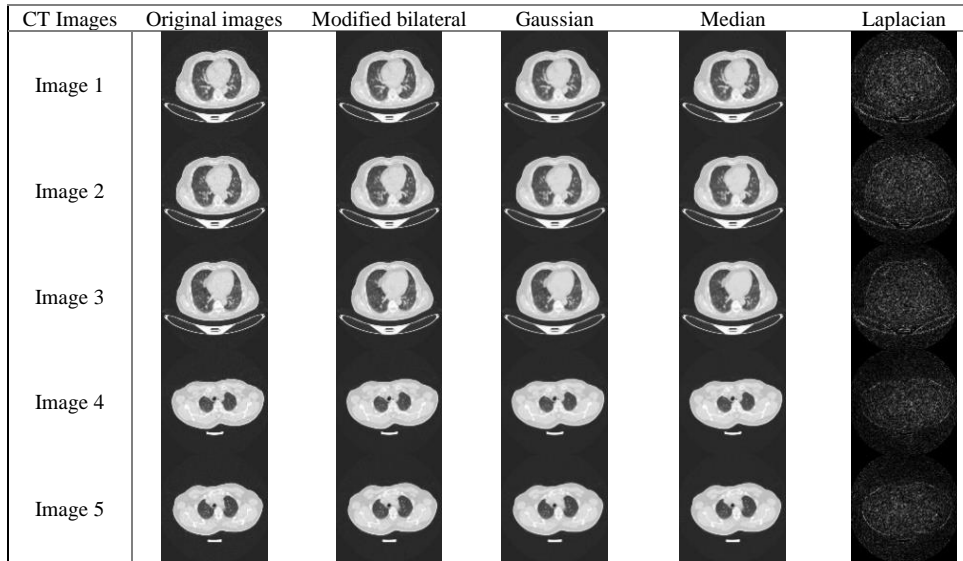 CT Images Original images Modified bilateral Gaussian Median Laplacian
Image 1
Image 2
Image 3
Image 4
Image 5